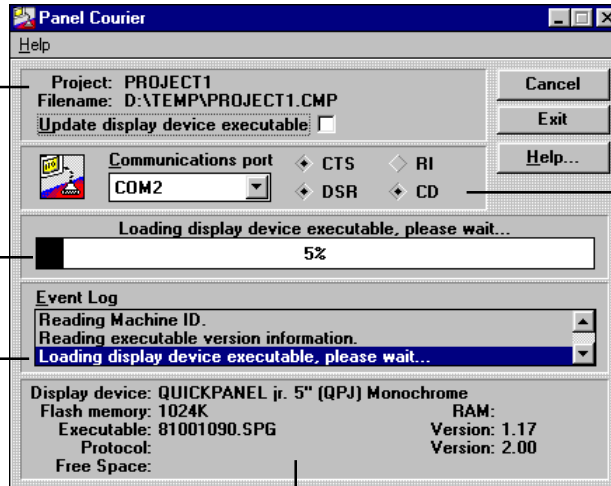 Panel Courier
Help
Project: PROJECT1
Filename: D:\TEMP\PROJECT1.CMP
Update display device executable
Cancel
Exit
Help...
Communications port
COM2
CTS RI
DSR CD
Loading display device executable, please wait...
5%
Event Log
Reading Machine ID.
Reading executable version information.
Loading display device executable, please wait...
Display device: QUICKPANEL jr. 5" (QPJ) Monochrome
Flash memory: 1024K RAM:
Executable: 81001090.SPG Version: 1.17
Protocol: Version: 2.00
Free Space: